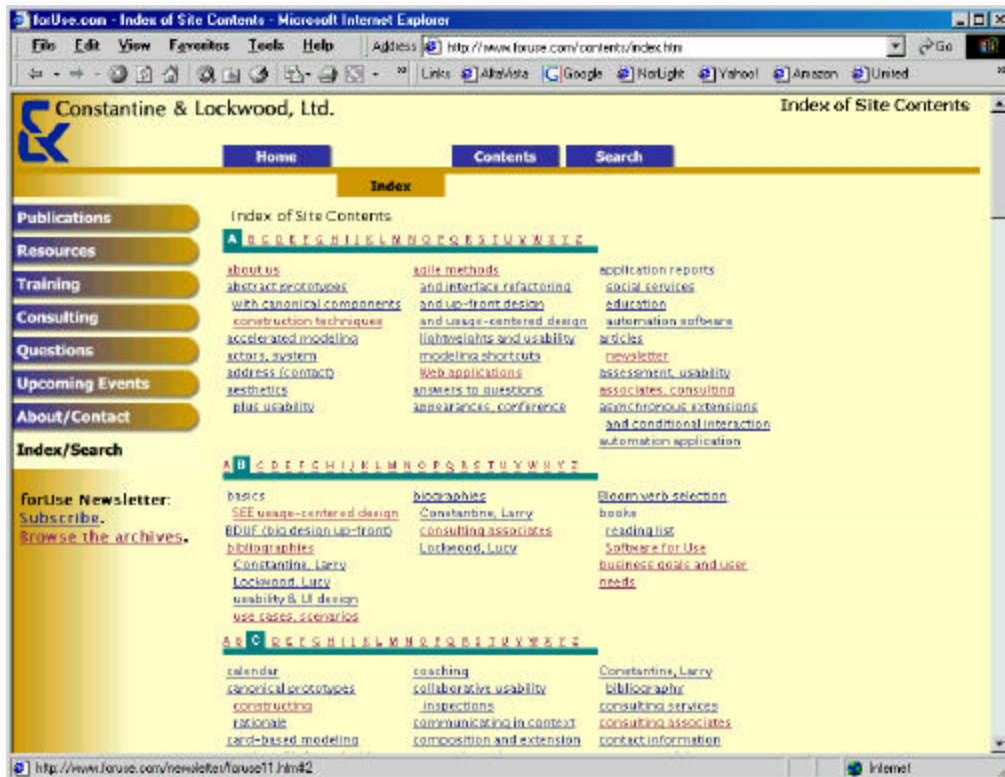 forUse.com - Index of Site Contents - Microsoft Internet Explorer
File Edit View Favorites Tools Help Address http://www.foruse.com/contents/index.htm Go
Links AltaVista Google NorLight Yahoo! Amazon United
Constantine & Lockwood, Ltd. Index of Site Contents
Home Contents Search
Index
Publications
Resources
Training
Consulting
Questions
Upcoming Events
About/Contact
Index/Search
forUse Newsletter:
Subscribe.
Browse the archives.
Index of Site Contents
A B C D E F G H I J K L M N O P Q R S T U V W X Y Z
about us
abstract prototypes
with canonical components
construction techniques
accelerated modeling
actors, system
address (contact)
aesthetics
plus usability
agile methods
and interface refactoring
and up-front design
and usage-centered design
lightweights and usability
modeling shortcuts
Web applications
answers to questions
appearances, conference
application reports
social services
education
automation software
articles
newsletter
assessment, usability
associates, consulting
asynchronous extensions
and conditional interaction
automation application
A B C D E F G H I J K L M N O P Q R S T U V W X Y Z
basics
SEE usage-centered design
BDUF (big design up-front)
bibliographies
Constantine, Larry
Lockwood, Lucy
usability & UI design
use cases, scenarios
biographies
Constantine, Larry
consulting associates
Lockwood, Lucy
Bloom verb selection
books
reading list
Software for Use
business goals and user
needs
A B C D E F G H I J K L M N O P Q R S T U V W X Y Z
calendar
canonical prototypes
constructing
rationale
card-based modeling
coaching
collaborative usability
inspections
communicating in context
composition and extension
Constantine, Larry
bibliography
consulting services
consulting associates
contact information
http://www.foruse.com/newsletter/foruse11.htm#2 Internet